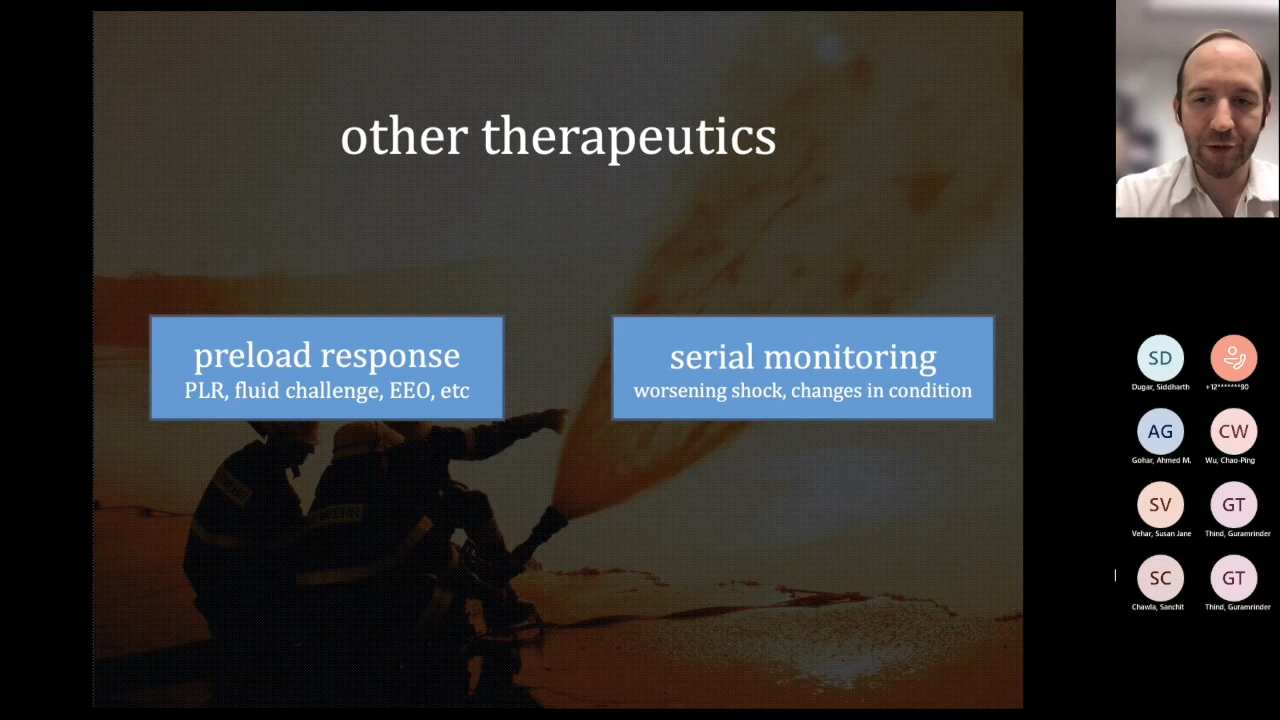 other therapeutics
preload response
PLR, fluid challenge, EEO, etc
serial monitoring
worsening shock, changes in condition
SD
Dugar, Siddharth
+12*******90
AG
Gohar, Ahmed M.
CW
Wu, Chao-Ping
SV
Vehar, Susan Jane
GT
Thind, Guramrinder
SC
Chawla, Sanchit
GT
Thind, Guramrinder